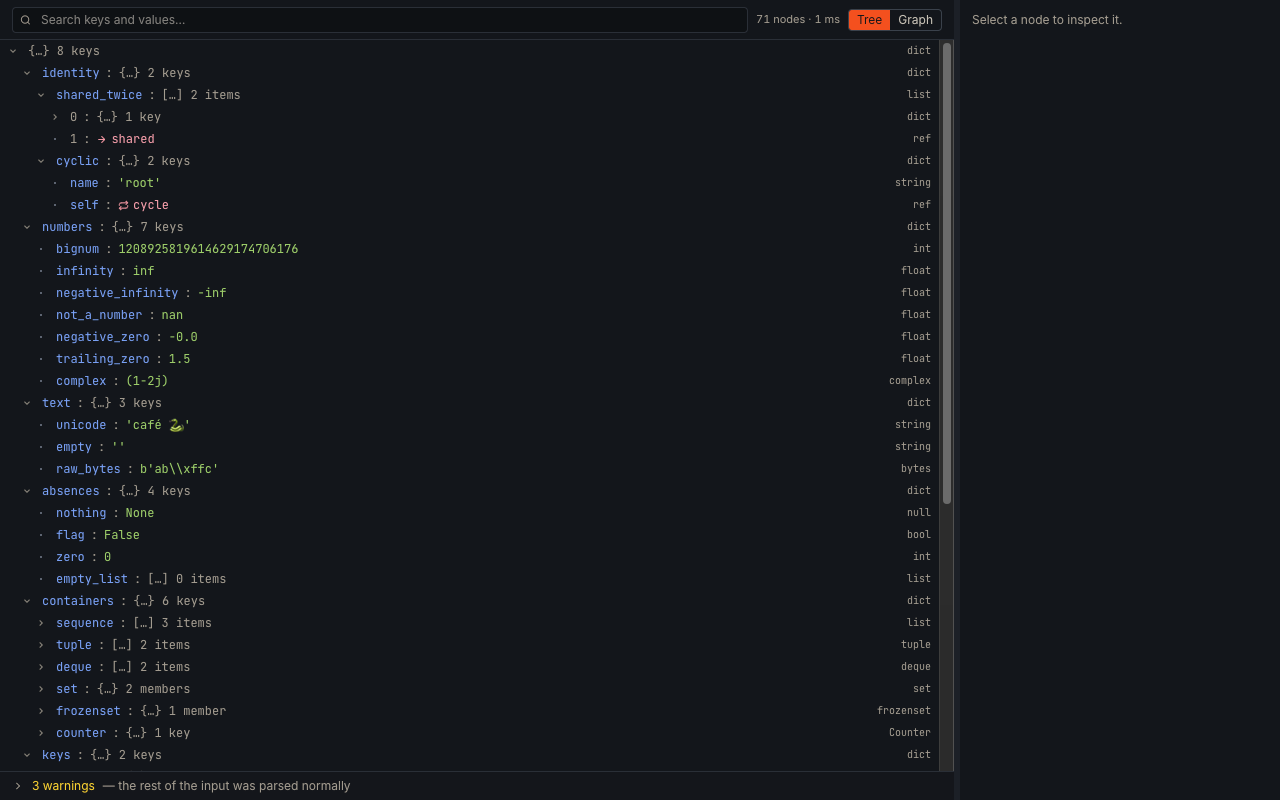 Search keys and values... 71 nodes · 1 ms Tree Graph Select a node to inspect it.
{…} 8 keys dict
identity : {…} 2 keys dict
shared_twice : […] 2 items list
0 : {…} 1 key dict
1 : → shared ref
cyclic : {…} 2 keys dict
name : 'root' string
self : cycle ref
numbers : {…} 7 keys dict
bignum : 1208925819614629174706176 int
infinity : inf float
negative_infinity : -inf float
not_a_number : nan float
negative_zero : -0.0 float
trailing_zero : 1.5 float
complex : (1-2j) complex
text : {…} 3 keys dict
unicode : 'café 🐍' string
empty : '' string
raw_bytes : b'ab\\xffc' bytes
absences : {…} 4 keys dict
nothing : None null
flag : False bool
zero : 0 int
empty_list : […] 0 items list
containers : {…} 6 keys dict
sequence : […] 3 items list
tuple : […] 2 items tuple
deque : […] 2 items deque
set : {…} 2 members set
frozenset : {…} 1 member frozenset
counter : {…} 1 key Counter
keys : {…} 2 keys dict
3 warnings — the rest of the input was parsed normally